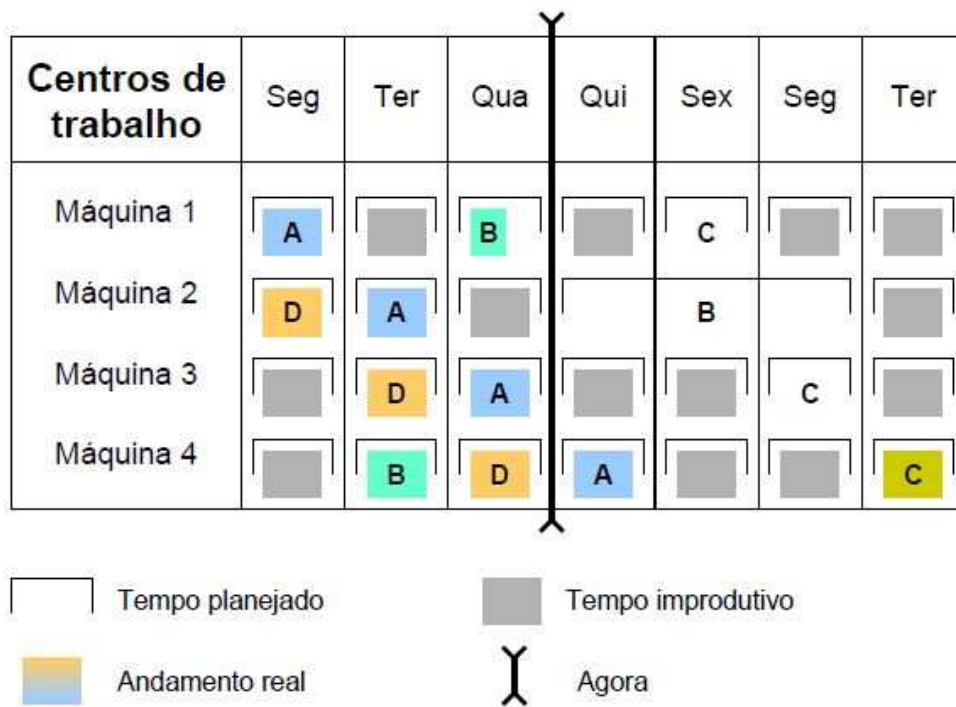 Centros de trabalho Seg Ter Qua Qui Sex Seg Ter
Máquina 1 A B C
Máquina 2 D A B
Máquina 3 D A C
Máquina 4 B D A C
Tempo planejado Tempo improdutivo
Andamento real Agora